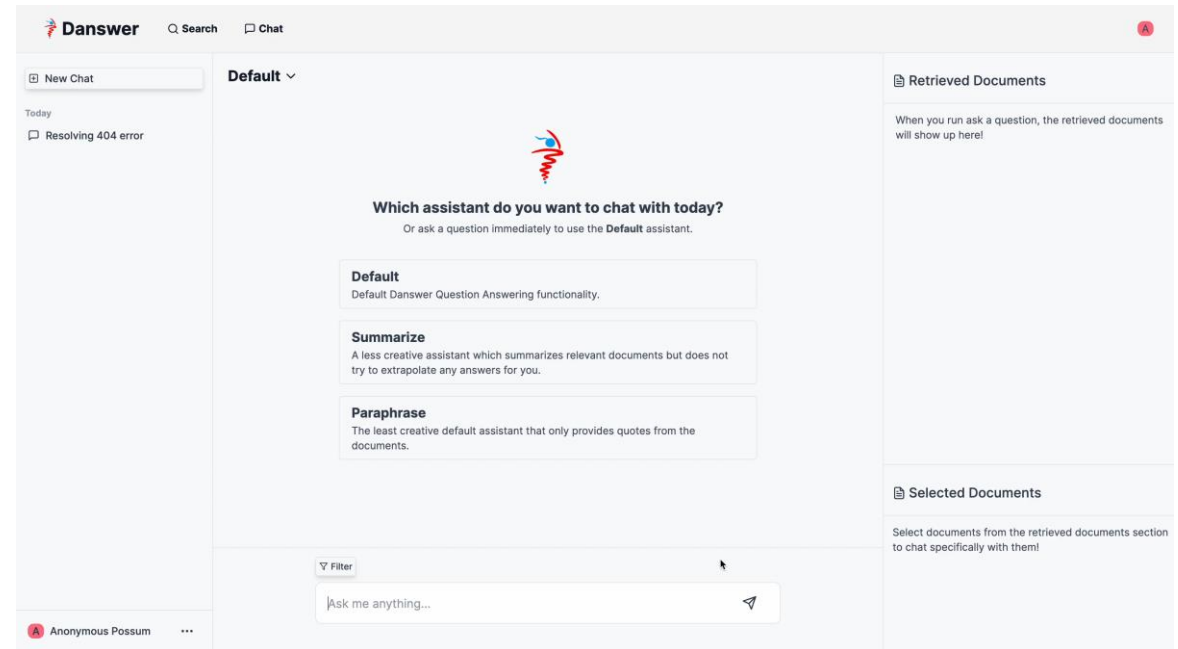 Danswer
Search
Chat
A
New Chat
Today
Resolving 404 error
A Anonymous Possum
Default
Which assistant do you want to chat with today?
Or ask a question immediately to use the Default assistant.
Default
Default Danswer Question Answering functionality.
Summarize
A less creative assistant which summarizes relevant documents but does not
try to extrapolate any answers for you.
Paraphrase
The least creative default assistant that only provides quotes from the
documents.
Filter
Ask me anything...
Retrieved Documents
When you run ask a question, the retrieved documents
will show up here!
Selected Documents
Select documents from the retrieved documents section
to chat specifically with them!